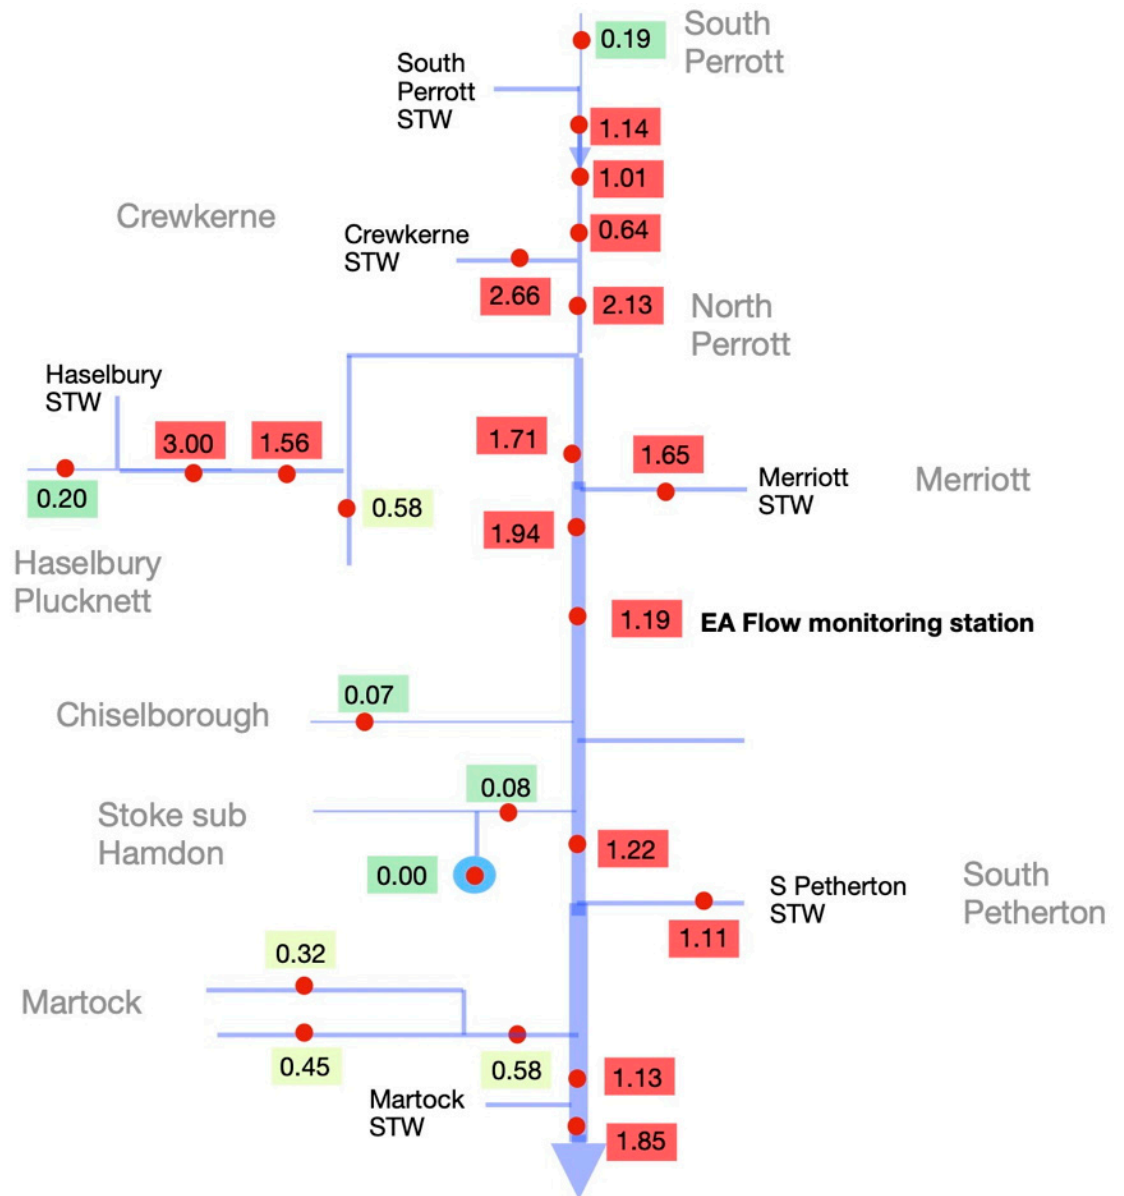 South
Perrott
0.19
South
Perrott
STW
1.14
1.01
Crewkerne
0.64
Crewkerne
STW
2.66
2.13
North
Perrott
Haselbury
STW
3.00
1.56
1.71
1.65
0.20
0.58
Merriott
STW
Merriott
1.94
Haselbury
Plucknett
1.19
EA Flow monitoring station
0.07
Chiselborough
0.08
Stoke sub
Hamdon
0.00
1.22
S Petherton
STW
South
Petherton
1.11
0.32
Martock
0.45
0.58
1.13
Martock
STW
1.85